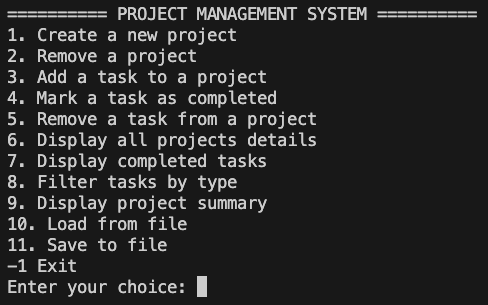 ========== PROJECT MANAGEMENT SYSTEM ==========
1. Create a new project
2. Remove a project
3. Add a task to a project
4. Mark a task as completed
5. Remove a task from a project
6. Display all projects details
7. Display completed tasks
8. Filter tasks by type
9. Display project summary
10. Load from file
11. Save to file
-1 Exit
Enter your choice: